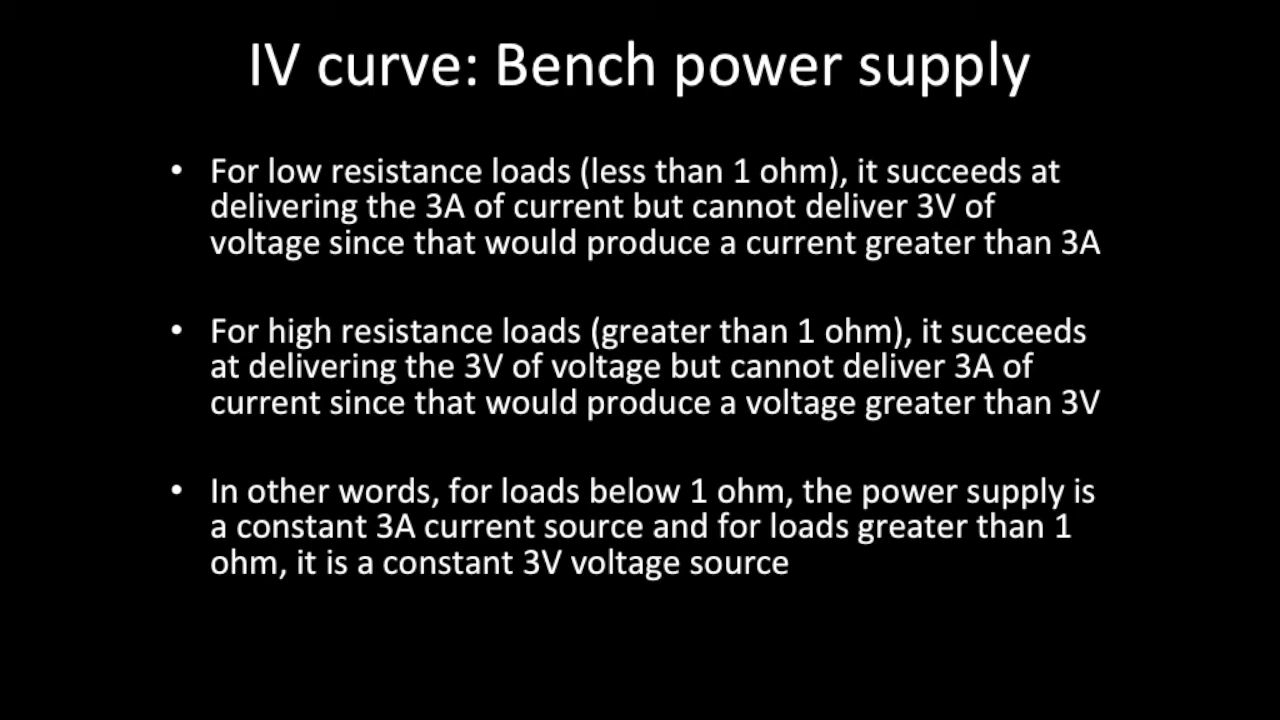 IV curve: Bench power supply
• For low resistance loads (less than 1 ohm), it succeeds at
delivering the 3A of current but cannot deliver 3V of
voltage since that would produce a current greater than 3A
• For high resistance loads (greater than 1 ohm), it succeeds
at delivering the 3V of voltage but cannot deliver 3A of
current since that would produce a voltage greater than 3V
• In other words, for loads below 1 ohm, the power supply is
a constant 3A current source and for loads greater than 1
ohm, it is a constant 3V voltage source